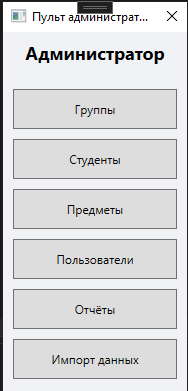 Пульт администрат...
Администратор
Группы
Студенты
Предметы
Пользователи
Отчёты
Импорт данных